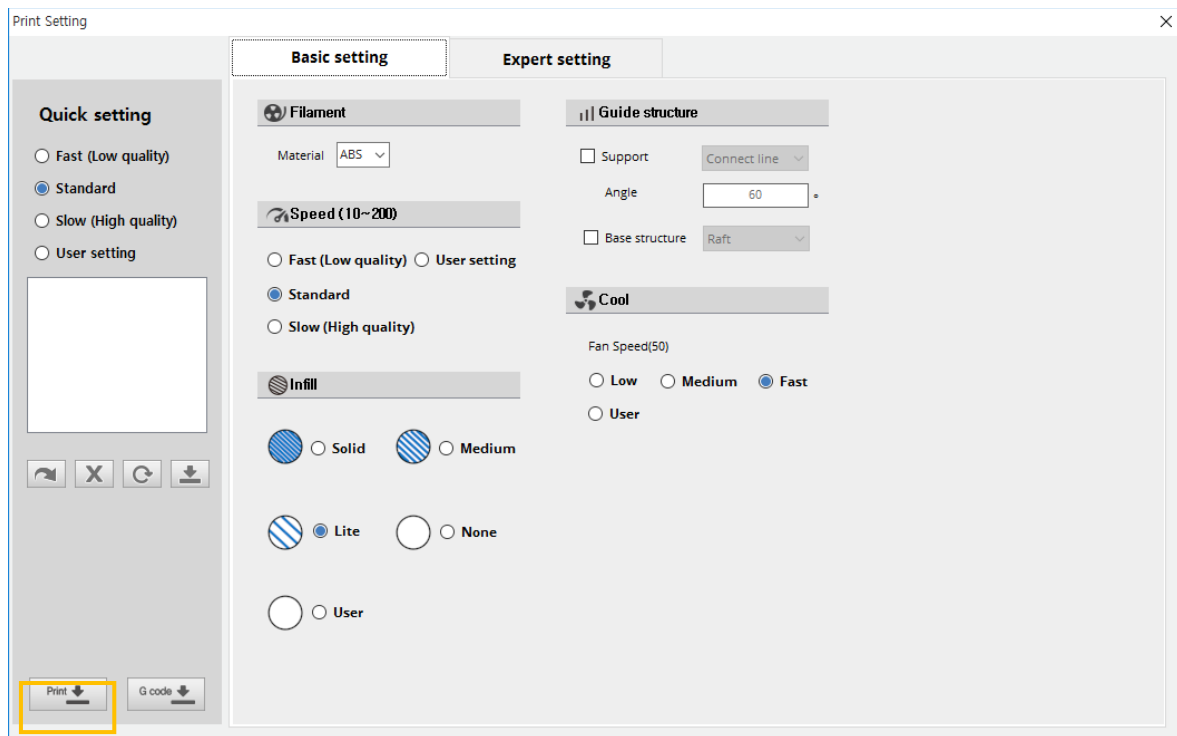 Print Setting
Basic setting
Expert setting
Quick setting
Fast (Low quality)
Standard
Slow (High quality)
User setting
Print
G code
Filament
Material ABS
Speed (10~200)
Fast (Low quality) User setting
Standard
Slow (High quality)
Infill
Solid Medium
Lite None
User
Guide structure
Support Connect line
Angle 60 °
Base structure Raft
Cool
Fan Speed(50)
Low Medium Fast
User